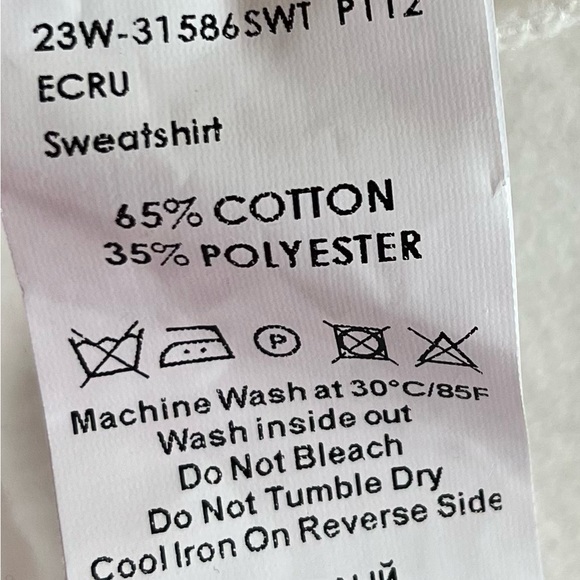 23W-31586SWT P112
ECRU
Sweatshirt
65% COTTON
35% POLYESTER
P
Machine Wash at 30°C/85F
Wash inside out
Do Not Bleach
Do Not Tumble Dry
Cool Iron On Reverse Side